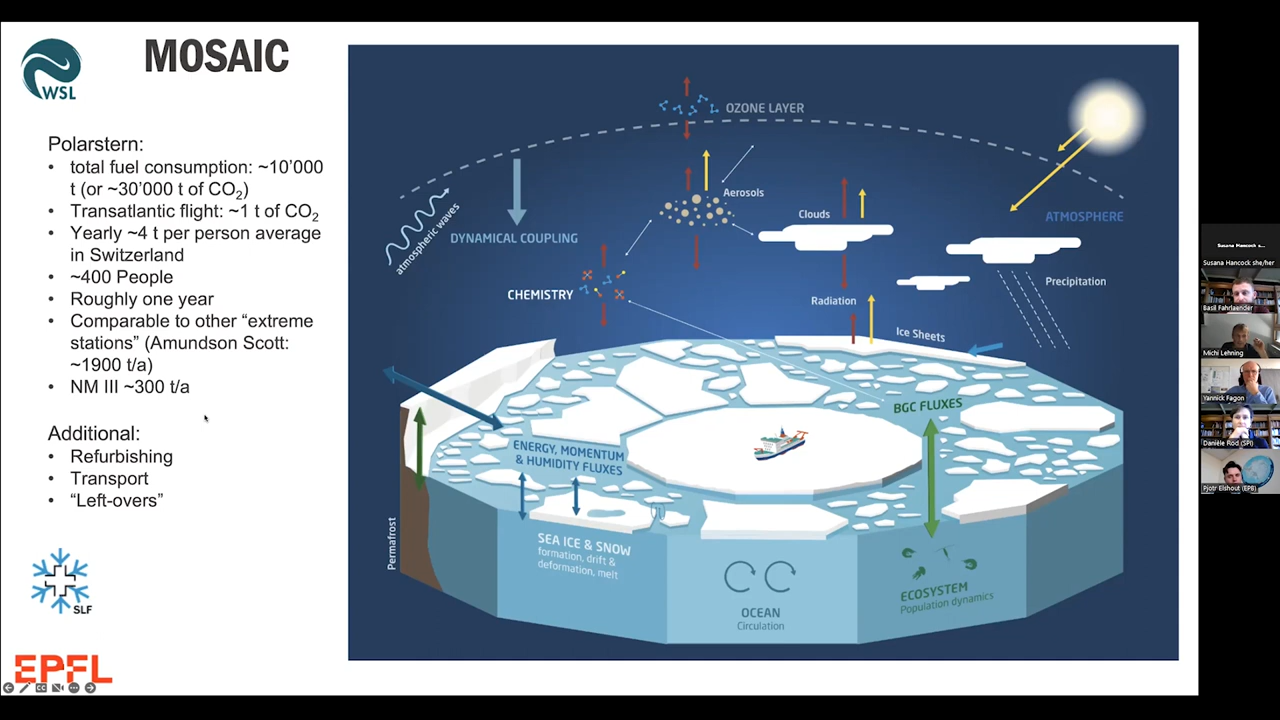 WSL
MOSAIC
Polarstern:
• total fuel consumption: ~10’000
t (or ~30’000 t of CO2)
• Transatlantic flight: ~1 t of CO2
• Yearly ~4 t per person average
in Switzerland
• ~400 People
• Roughly one year
• Comparable to other “extreme
stations” (Amundson Scott:
~1900 t/a)
• NM III ~300 t/a
Additional:
• Refurbishing
• Transport
• “Left-overs”
SLF
EPFL
OZONE LAYER
Aerosols
atmospheric waves
DYNAMICAL COUPLING
Clouds
ATMOSPHERE
CHEMISTRY
Radiation
Precipitation
Ice Sheets
BGC FLUXES
ENERGY, MOMENTUM
& HUMIDITY FLUXES
Permafrost
SEA ICE & SNOW
formation, drift &
deformation, melt
OCEAN
Circulation
ECOSYSTEM
Population dynamics
Susana Hancock s...
Susana Hancock she/her
Basil Fahrlaender
Michi Lehning
Yannick Fagon
Danièle Rod (SPI)
Pjotr Elshout (EPB)